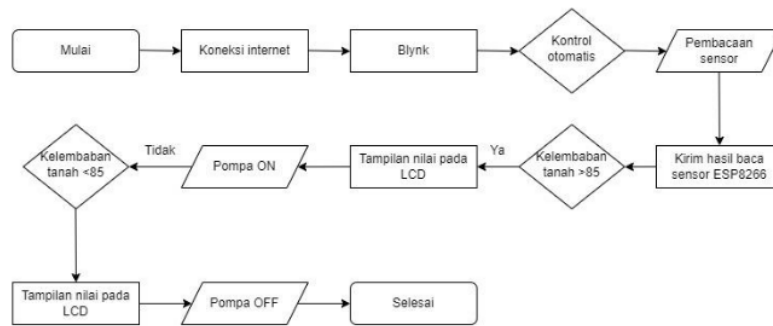 Mulai
Koneksi internet
Blynk
Kontrol
otomatis
Pembacaan
sensor
Kirim hasil baca
sensor ESP8266
Kelembaban
tanah >85
Ya
Tampilan nilai pada
LCD
Pompa ON
Tidak
Kelembaban
tanah <85
Tampilan nilai pada
LCD
Pompa OFF
Selesai